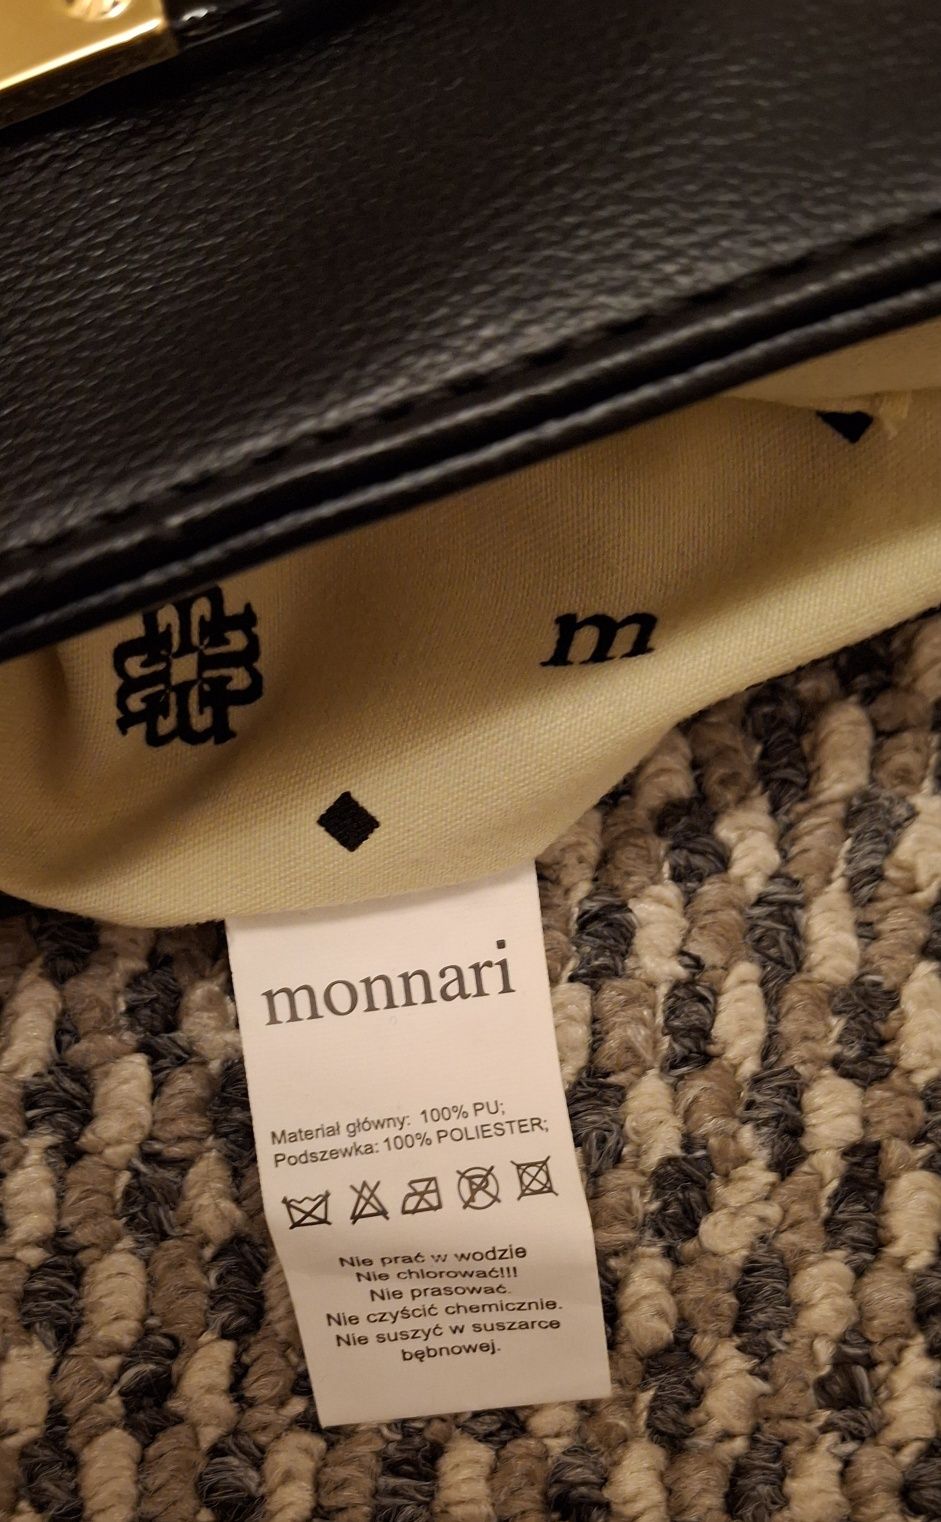 m
monnari
Materiał główny: 100% PU;
Podszewka: 100% POLIESTER;
P
Nie prać w wodzie
Nie chlorować!!!
Nie prasować.
Nie czyścić chemicznie.
Nie suszyć w suszarce
bębnowej.